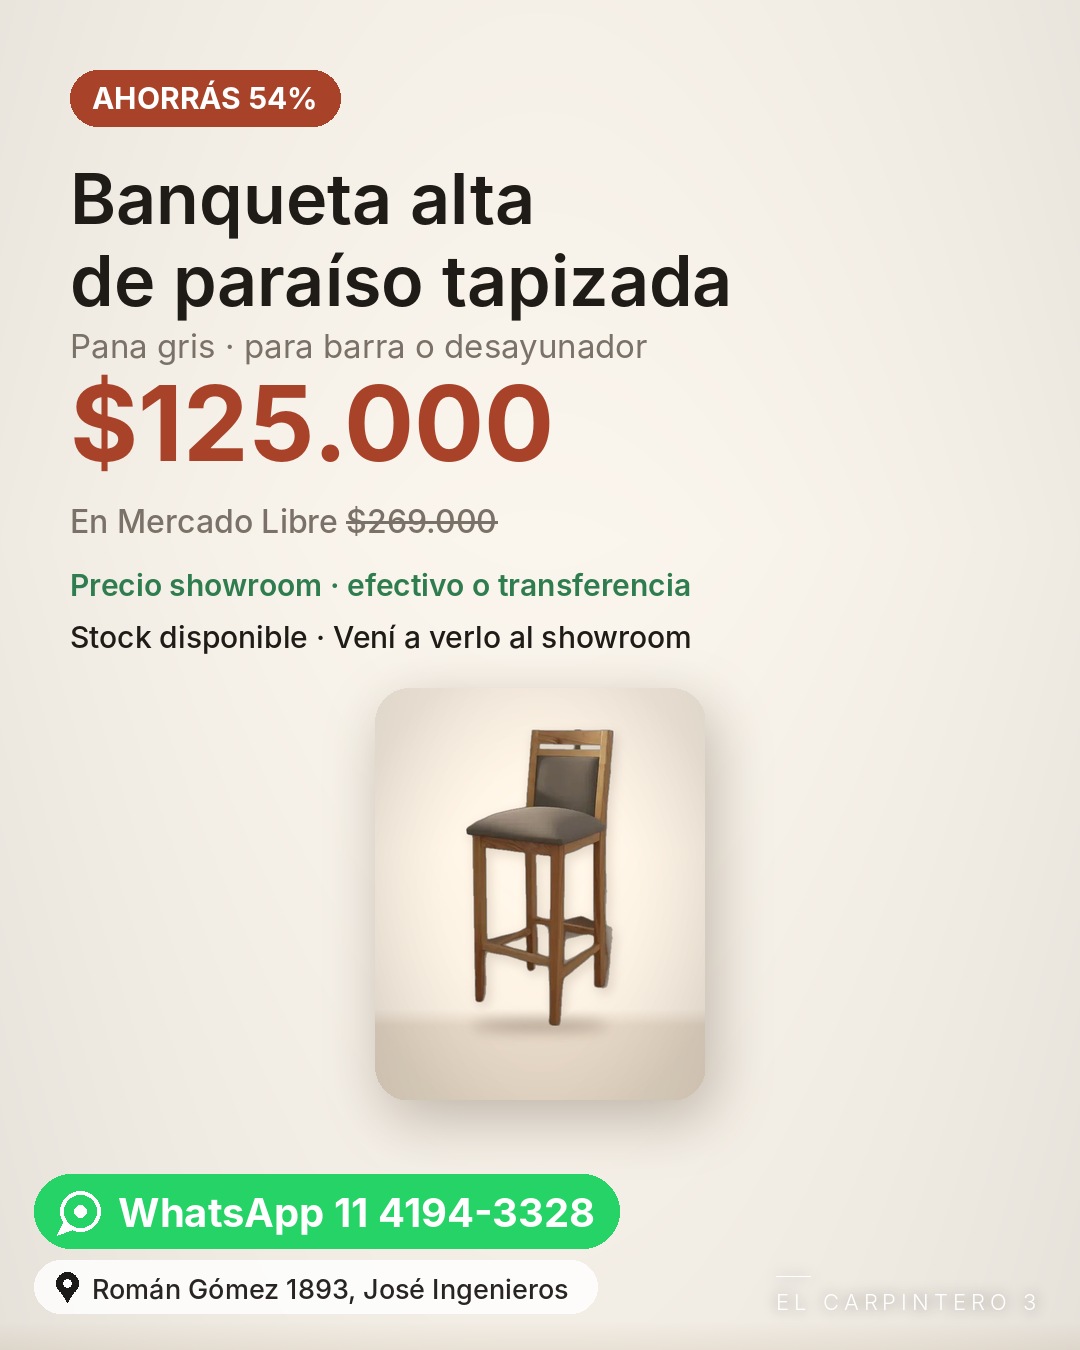 AHORRÁS 54%
Banqueta alta
de paraíso tapizada
Pana gris · para barra o desayunador
$125.000
En Mercado Libre $269.000
Precio showroom · efectivo o transferencia
Stock disponible · Vení a verlo al showroom
WhatsApp 11 4194-3328
Román Gómez 1893, José Ingenieros
EL CARPINTERO 3